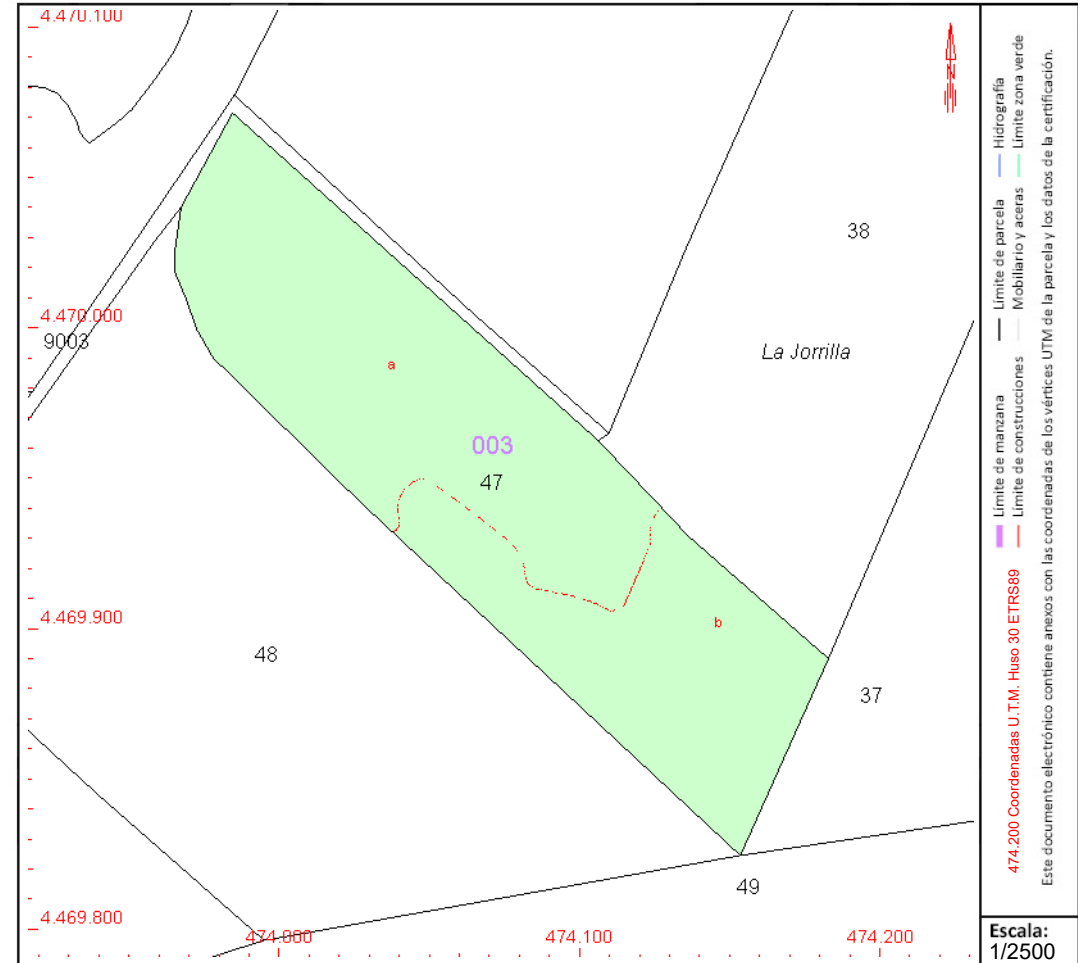 4.470.100
N
38
4.470.000
9003
La Jorrilla
a
003
47
4.469.900
b
48
37
49
4.469.800
474.000
474.100
474.200
Hidrografía
Límite zona verde
Límite de parcela
Mobiliario y aceras
Límite de manzana
Límite de construcciones
474.200 Coordenadas U.T.M. Huso 30 ETRS89
Este documento electrónico contiene anexos con las coordenadas de los vértices UTM de la parcela y los datos de la certificación.
Escala:
1/2500